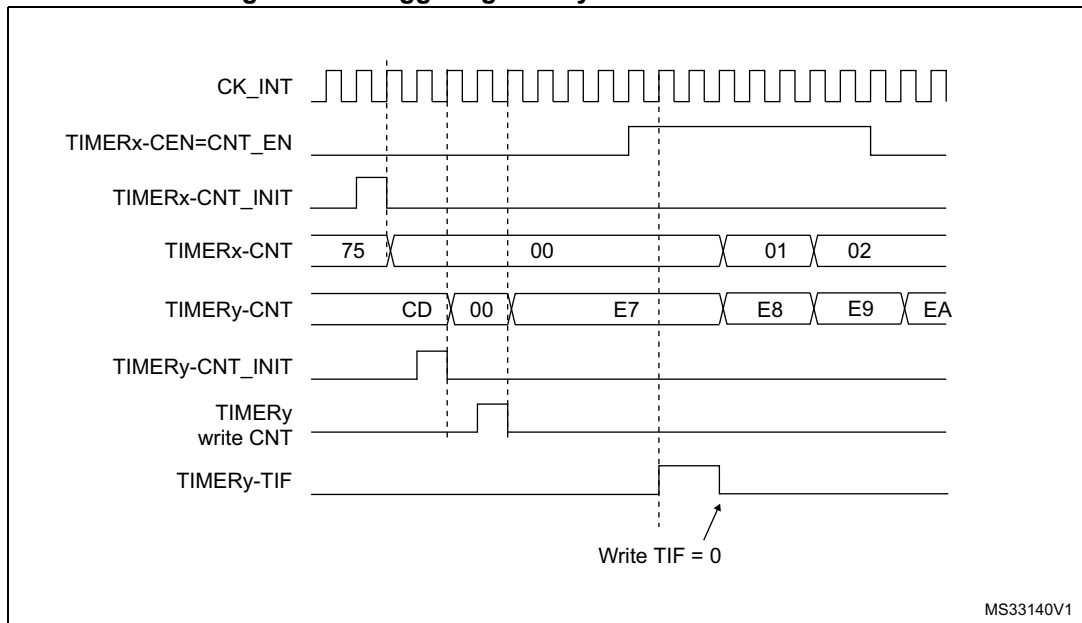 CK_INT
TIMERx-CEN=CNT_EN
TIMERx-CNT_INIT
TIMERx-CNT 75 00 01 02
TIMERy-CNT CD 00 E7 E8 E9 EA
TIMERy-CNT_INIT
TIMERy
write CNT
TIMERy-TIF
Write TIF = 0
MS33140V1